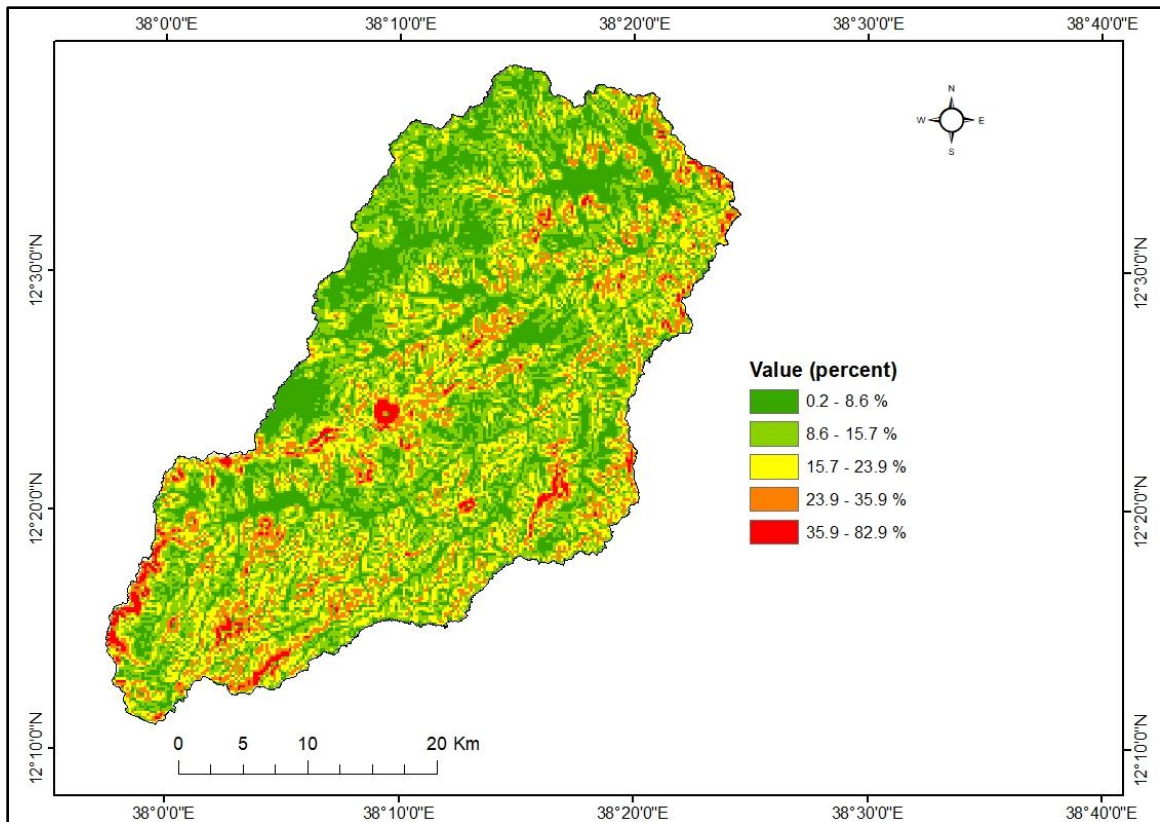 38°0'0"E 38°10'0"E 38°20'0"E 38°30'0"E 38°40'0"E
N
W E
S
12°30'0"N 12°30'0"N
Value (percent)
0.2 - 8.6 %
8.6 - 15.7 %
15.7 - 23.9 %
23.9 - 35.9 %
35.9 - 82.9 %
12°20'0"N 12°20'0"N
12°10'0"N 12°10'0"N
0 5 10 20 Km
38°0'0"E 38°10'0"E 38°20'0"E 38°30'0"E 38°40'0"E